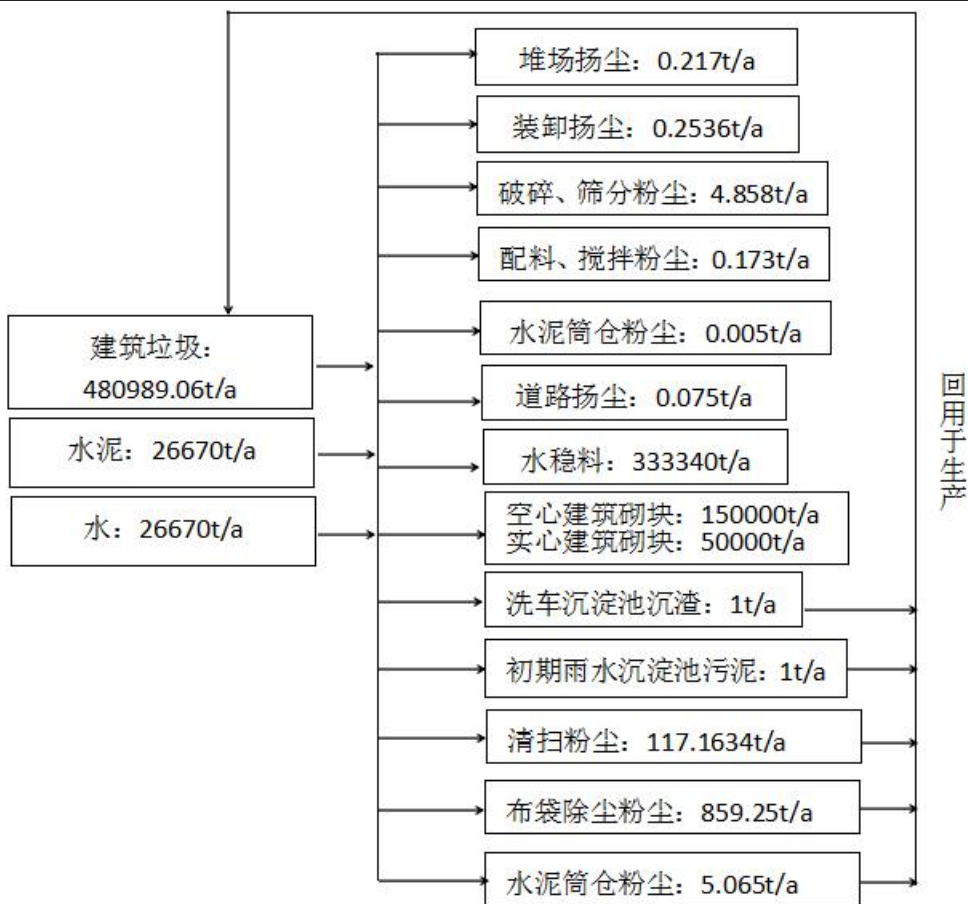 堆场扬尘：0.217t/a
装卸扬尘：0.2536t/a
破碎、筛分粉尘：4.858t/a
配料、搅拌粉尘：0.173t/a
建筑垃圾：
480989.06t/a
水泥筒仓粉尘：0.005t/a
道路扬尘：0.075t/a
水泥：26670t/a
水稳料：333340t/a
水：26670t/a
空心建筑砌块：150000t/a
实心建筑砌块：50000t/a
洗车沉淀池沉渣：1t/a
初期雨水沉淀池污泥：1t/a
清扫粉尘：117.1634t/a
布袋除尘粉尘：859.25t/a
水泥筒仓粉尘：5.065t/a
回用于生产